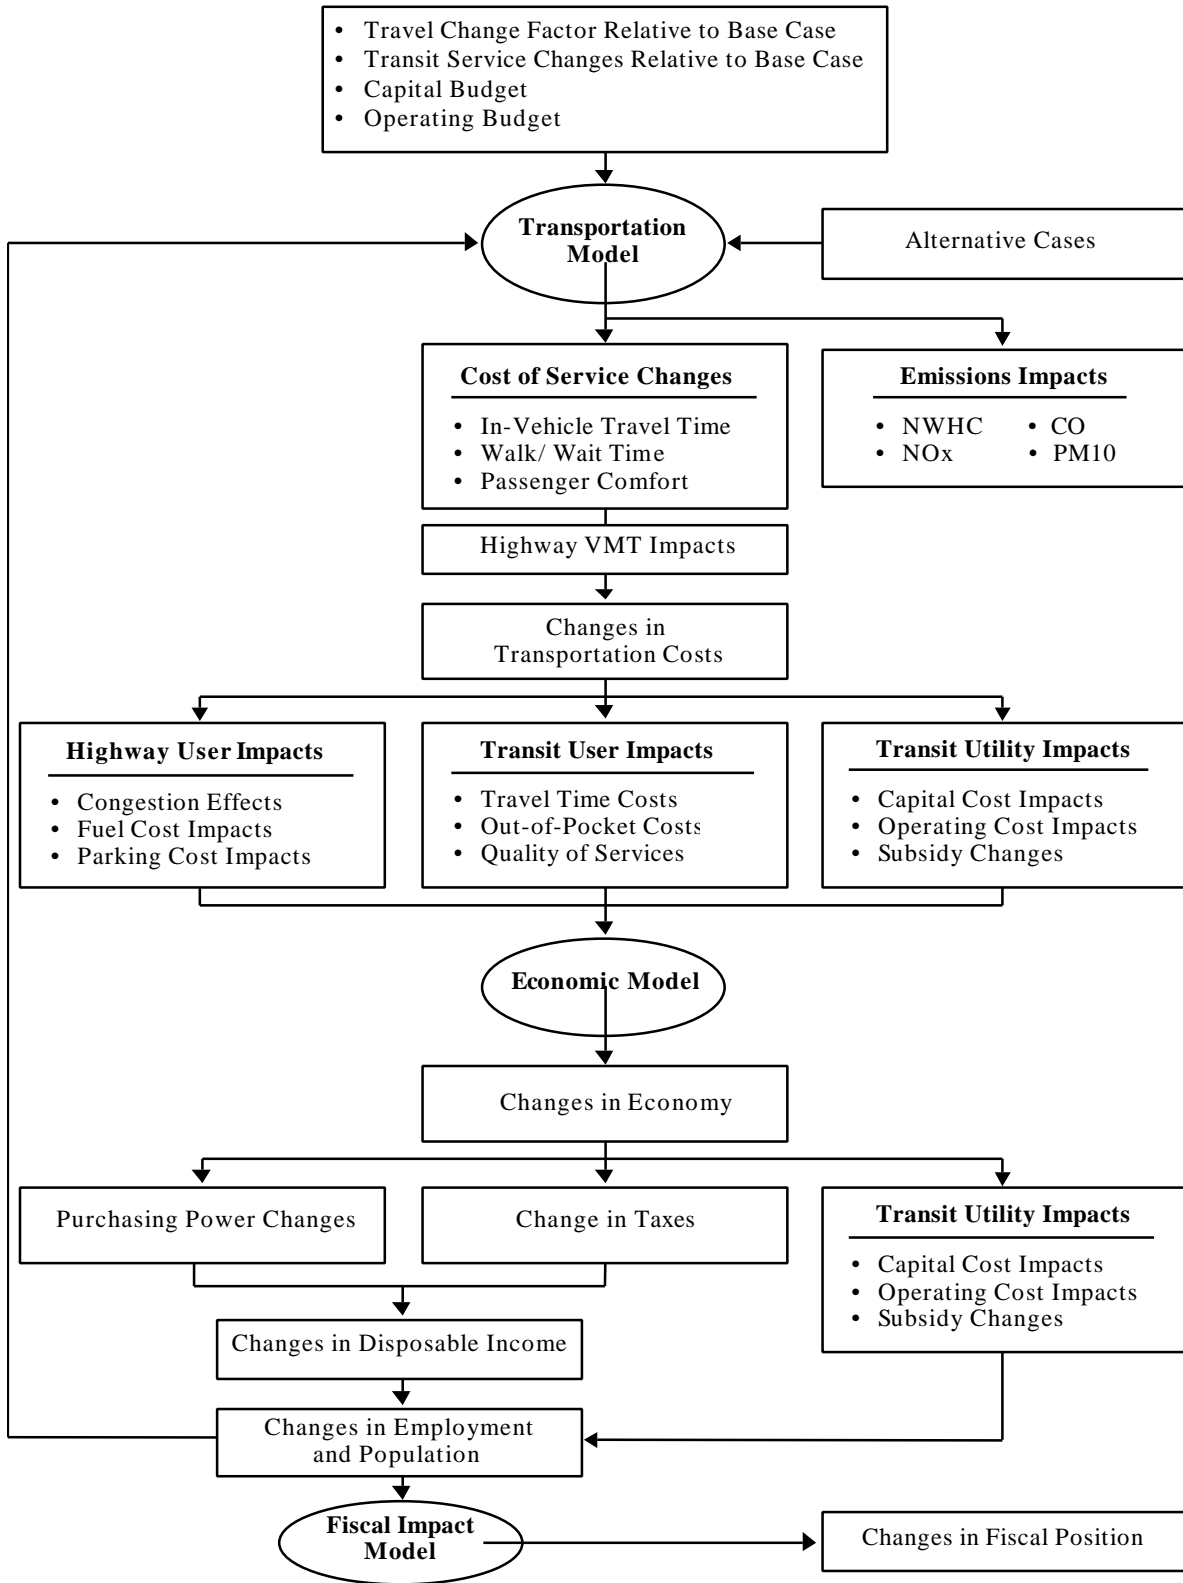 • Travel Change Factor Relative to Base Case
• Transit Service Changes Relative to Base Case
• Capital Budget
• Operating Budget
Transportation
Model
Alternative Cases
Cost of Service Changes
• In-Vehicle Travel Time
• Walk/ Wait Time
• Passenger Comfort
Emissions Impacts
• NWHC • CO
• NOx • PM10
Highway VMT Impacts
Changes in
Transportation Costs
Highway User Impacts
• Congestion Effects
• Fuel Cost Impacts
• Parking Cost Impacts
Transit User Impacts
• Travel Time Costs
• Out-of-Pocket Costs
• Quality of Services
Transit Utility Impacts
• Capital Cost Impacts
• Operating Cost Impacts
• Subsidy Changes
Economic Model
Changes in Economy
Purchasing Power Changes
Change in Taxes
Transit Utility Impacts
• Capital Cost Impacts
• Operating Cost Impacts
• Subsidy Changes
Changes in Disposable Income
Changes in Employment
and Population
Fiscal Impact
Model
Changes in Fiscal Position